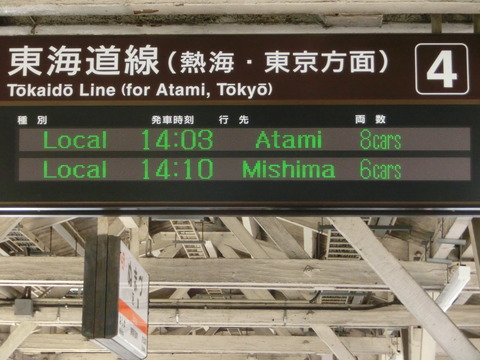 東海道線(熱海・東京方面) 4
Tōkaidō Line (for Atami, Tōkyō)
種別 発車時刻 行先 両数
Local 14:03 Atami 8cars
Local 14:10 Mishima 6cars